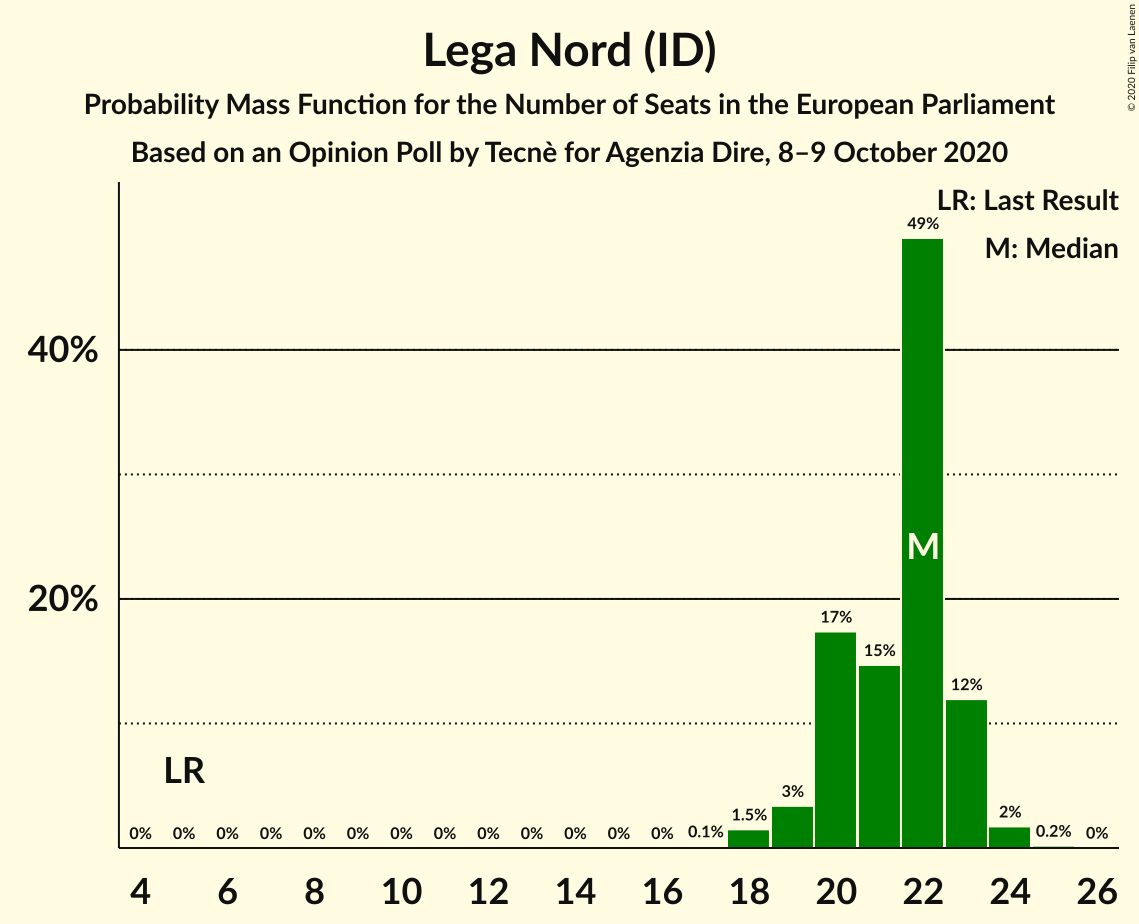 Lega Nord (ID)
Probability Mass Function for the Number of Seats in the European Parliament
Based on an Opinion Poll by Tecnè for Agenzia Dire, 8–9 October 2020
© 2020 Filip van Laenen
LR: Last Result
M: Median
40%
20%
LR
M
0% 0% 0% 0% 0% 0% 0% 0% 0% 0% 0% 0% 0% 0.1% 1.5% 3% 17% 15% 49% 12% 2% 0.2% 0%
4 6 8 10 12 14 16 18 20 22 24 26